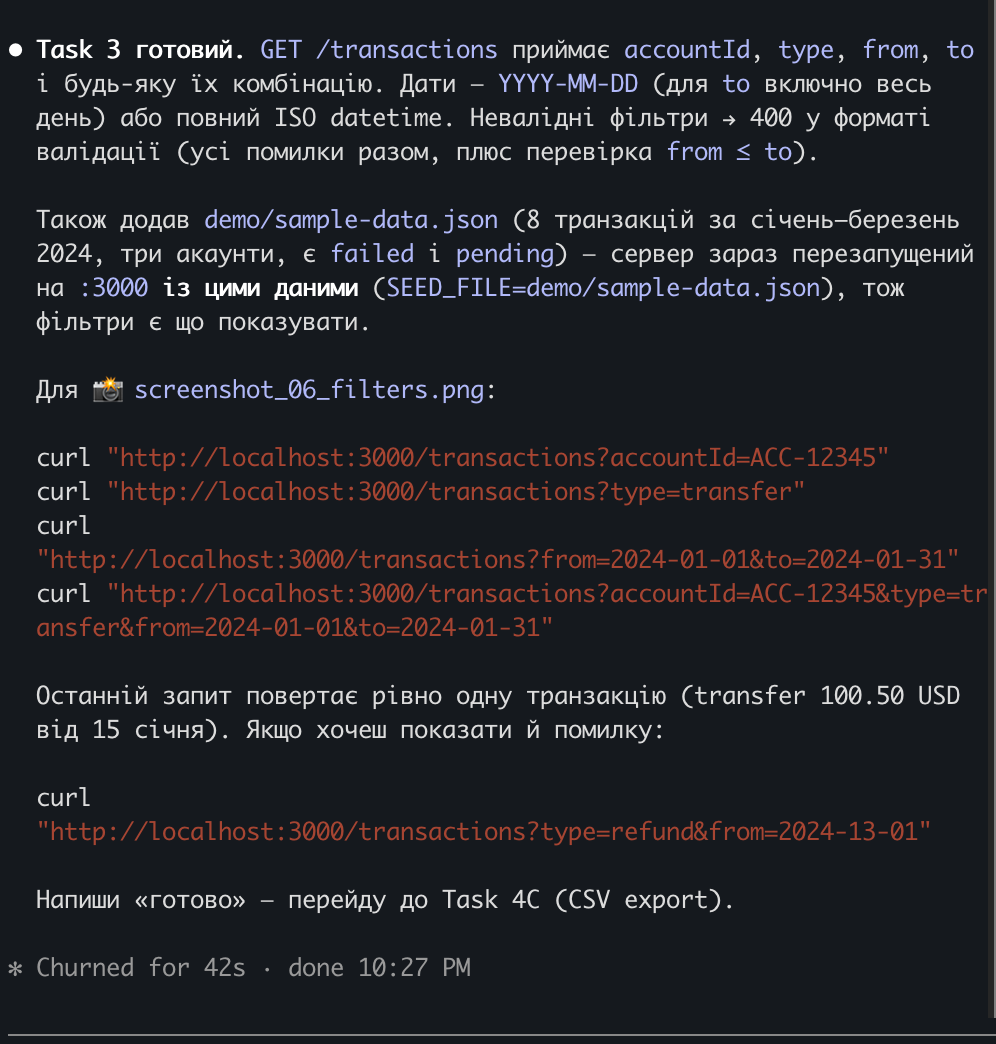 ● Task 3 готовий. GET /transactions приймає accountId, type, from, to
і будь-яку їх комбінацію. Дати — YYYY-MM-DD (для to включно весь
день) або повний ISO datetime. Невалідні фільтри → 400 у форматі
валідації (усі помилки разом, плюс перевірка from ≤ to).
Також додав demo/sample-data.json (8 транзакцій за січень–березень
2024, три акаунти, є failed і pending) — сервер зараз перезапущений
на :3000 із цими даними (SEED_FILE=demo/sample-data.json), тож
фільтри є що показувати.
Для 📸 screenshot_06_filters.png:
curl "http://localhost:3000/transactions?accountId=ACC-12345"
curl "http://localhost:3000/transactions?type=transfer"
curl
"http://localhost:3000/transactions?from=2024-01-01&to=2024-01-31"
curl "http://localhost:3000/transactions?accountId=ACC-12345&type=tr
ansfer&from=2024-01-01&to=2024-01-31"
Останній запит повертає рівно одну транзакцію (transfer 100.50 USD
від 15 січня). Якщо хочеш показати й помилку:
curl
"http://localhost:3000/transactions?type=refund&from=2024-13-01"
Напиши «готово» — перейду до Task 4C (CSV export).
✻ Churned for 42s · done 10:27 PM